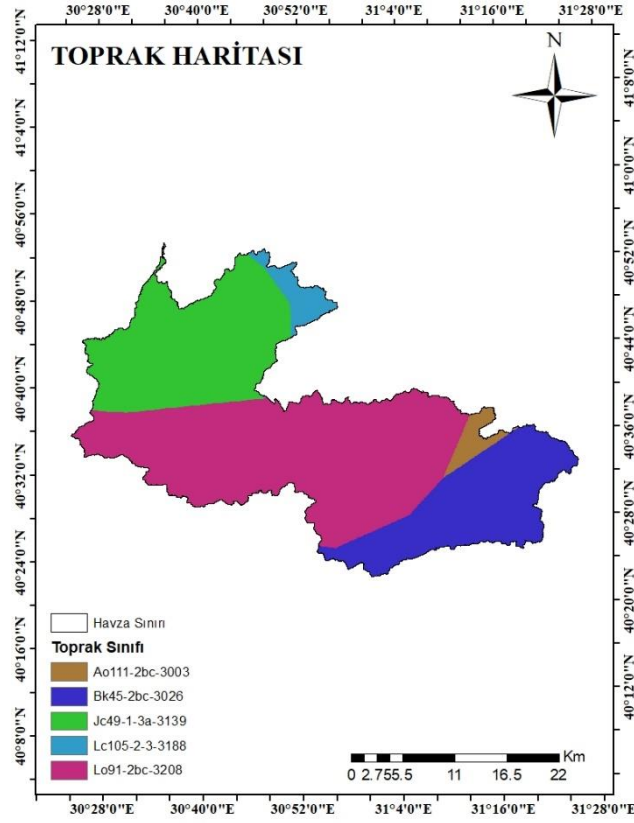 30°28'0"E 30°40'0"E 30°52'0"E 31°4'0"E 31°16'0"E 31°28'0"E
TOPRAK HARİTASI
N
41°12'0"N
41°4'0"N
40°56'0"N
40°48'0"N
40°40'0"N
40°32'0"N
40°24'0"N
40°16'0"N
40°8'0"N
41°8'0"N
41°0'0"N
40°52'0"N
40°44'0"N
40°36'0"N
40°28'0"N
40°20'0"N
40°12'0"N
Havza Sınırı
Toprak Sınıfı
Ao111-2bc-3003
Bk45-2bc-3026
Jc49-1-3a-3139
Lc105-2-3-3188
Lo91-2bc-3208
Km
0 2.755.5 11 16.5 22
30°28'0"E 30°40'0"E 30°52'0"E 31°4'0"E 31°16'0"E 31°28'0"E